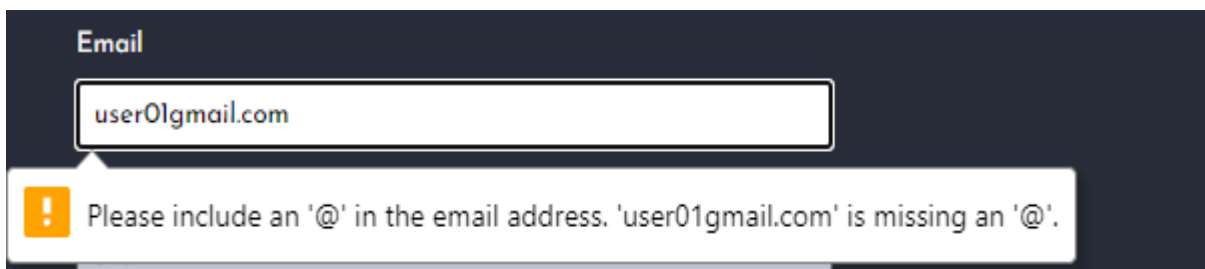 Email
user01gmail.com
Please include an '@' in the email address. 'user01gmail.com' is missing an '@'.